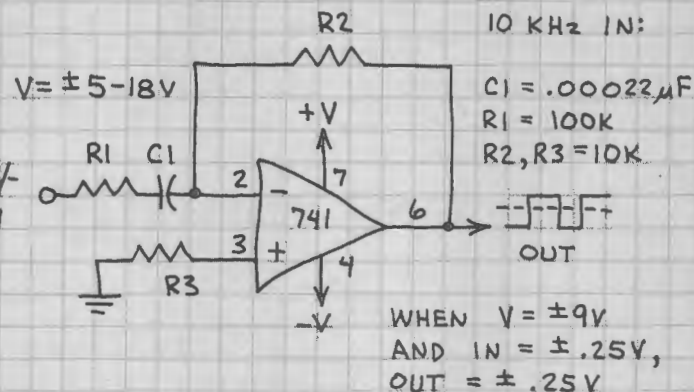 R2
10 KHz IN:
V= ±5-18V
C1 = .00022µF
R1 = 100K
R2, R3 = 10K
+V
R1 C1
2 - 7
741 6
3 +
4
OUT
R3
-V
WHEN V = ±9V
AND IN = ±.25V,
OUT = ±.25V